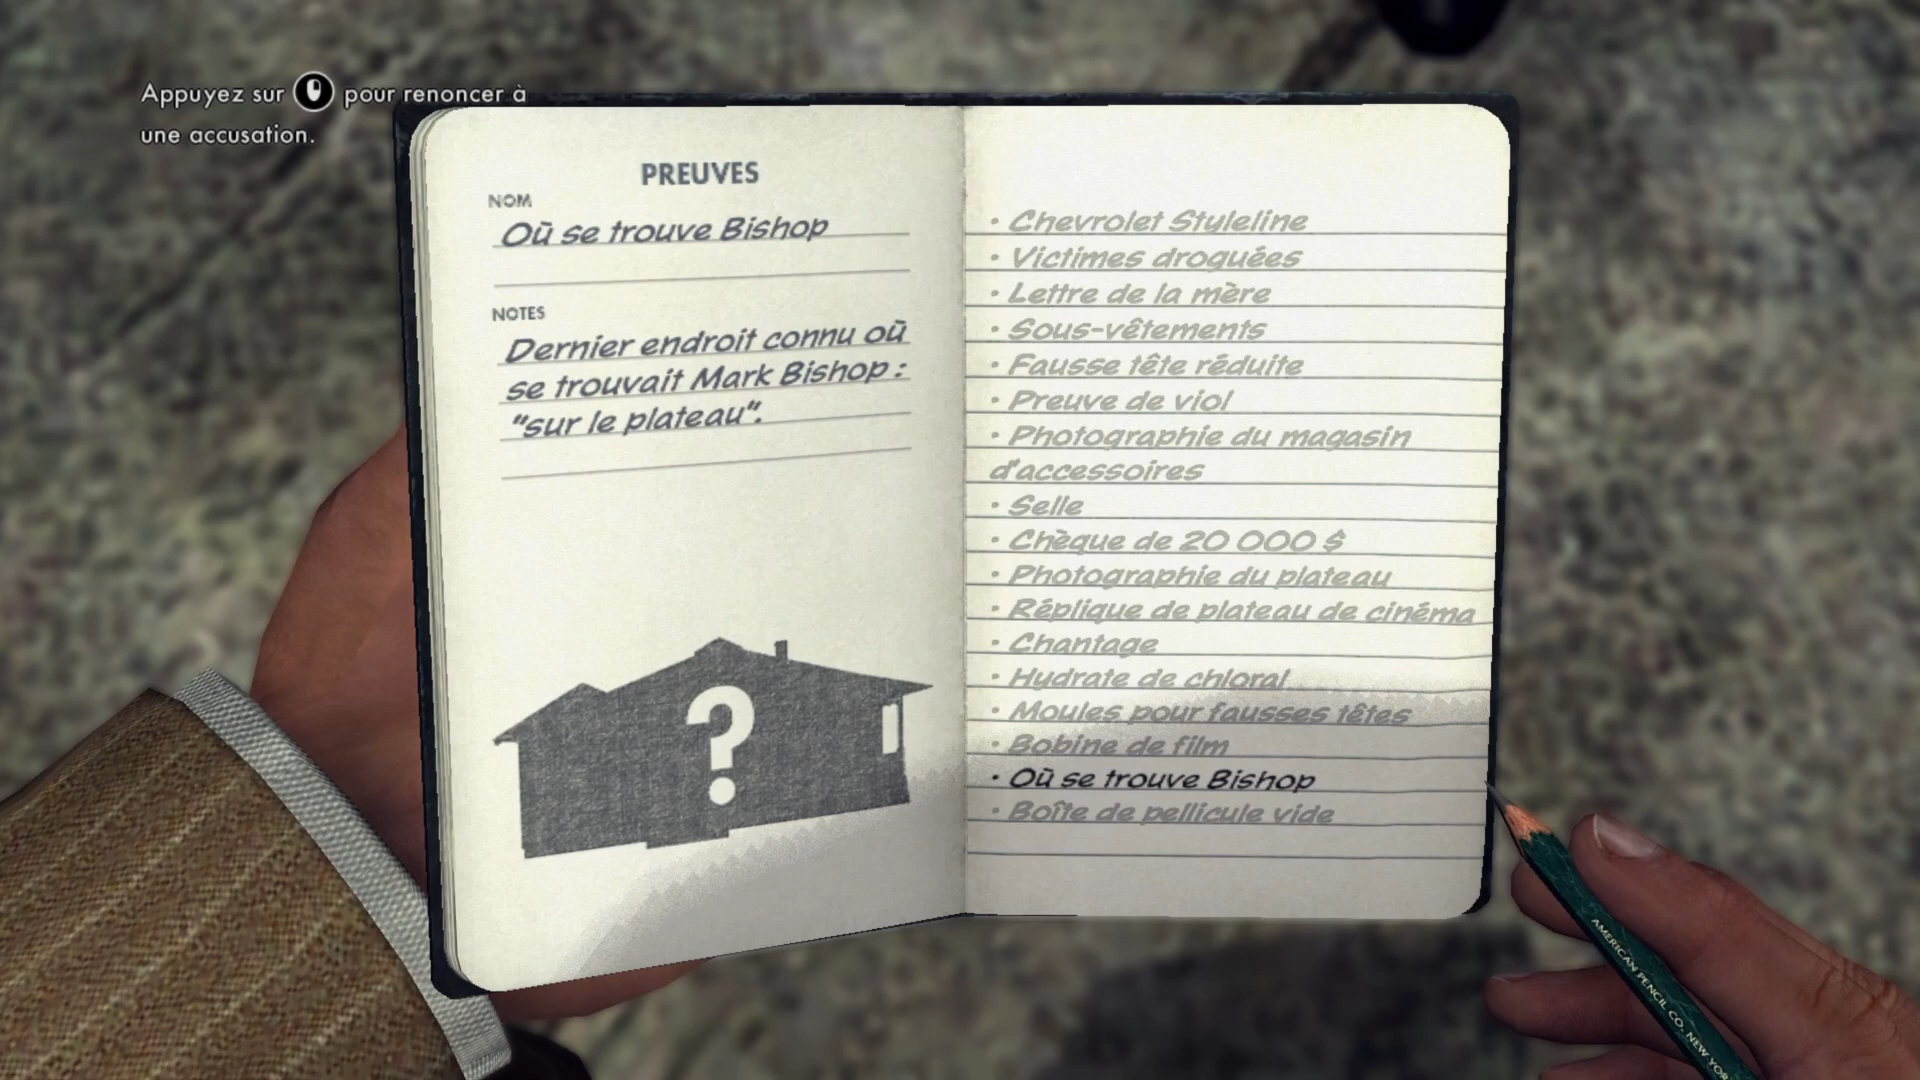 Appuyez sur pour renoncer à
une accusation.
PREUVES
NOM
Où se trouve Bishop
NOTES
Dernier endroit connu où
se trouvait Mark Bishop :
"sur le plateau".
• Chevrolet Styleline
• Victimes droguées
• Lettre de la mère
• Sous-vêtements
• Fausse tête réduite
• Preuve de viol
• Photographie du magasin
d'accessoires
• Selle
• Chèque de 20 000 $
• Photographie du plateau
• Réplique de plateau de cinéma
• Chantage
• Hydrate de chloral
• Moules pour fausses têtes
• Bobine de film
• Où se trouve Bishop
• Boîte de pellicule vide
?
AMERICAN PENCIL CO. NEW YOR